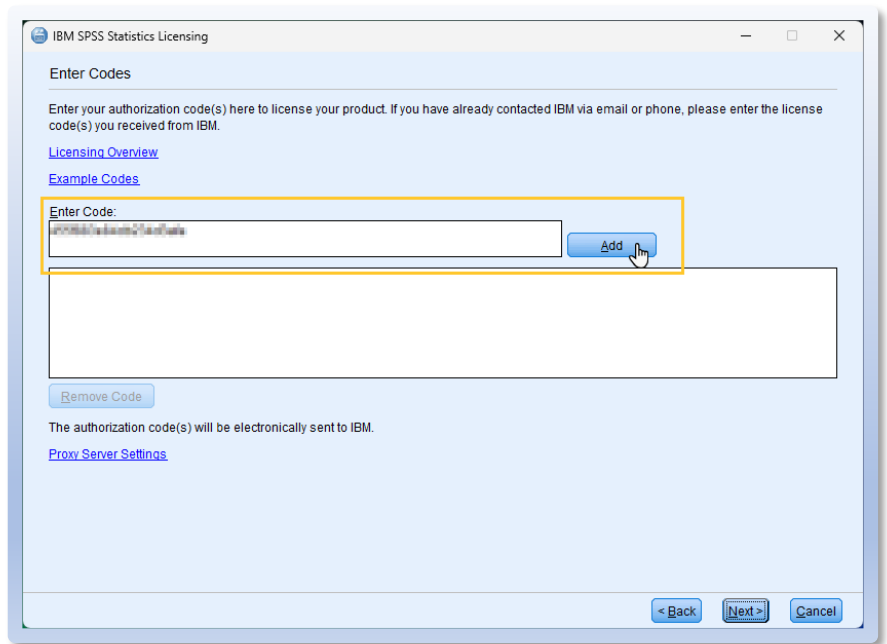 IBM SPSS Statistics Licensing
Enter Codes
Enter your authorization code(s) here to license your product. If you have already contacted IBM via email or phone, please enter the license
code(s) you received from IBM.
Licensing Overview
Example Codes
Enter Code:
Add
Remove Code
The authorization code(s) will be electronically sent to IBM.
Proxy Server Settings
< Back Next > Cancel